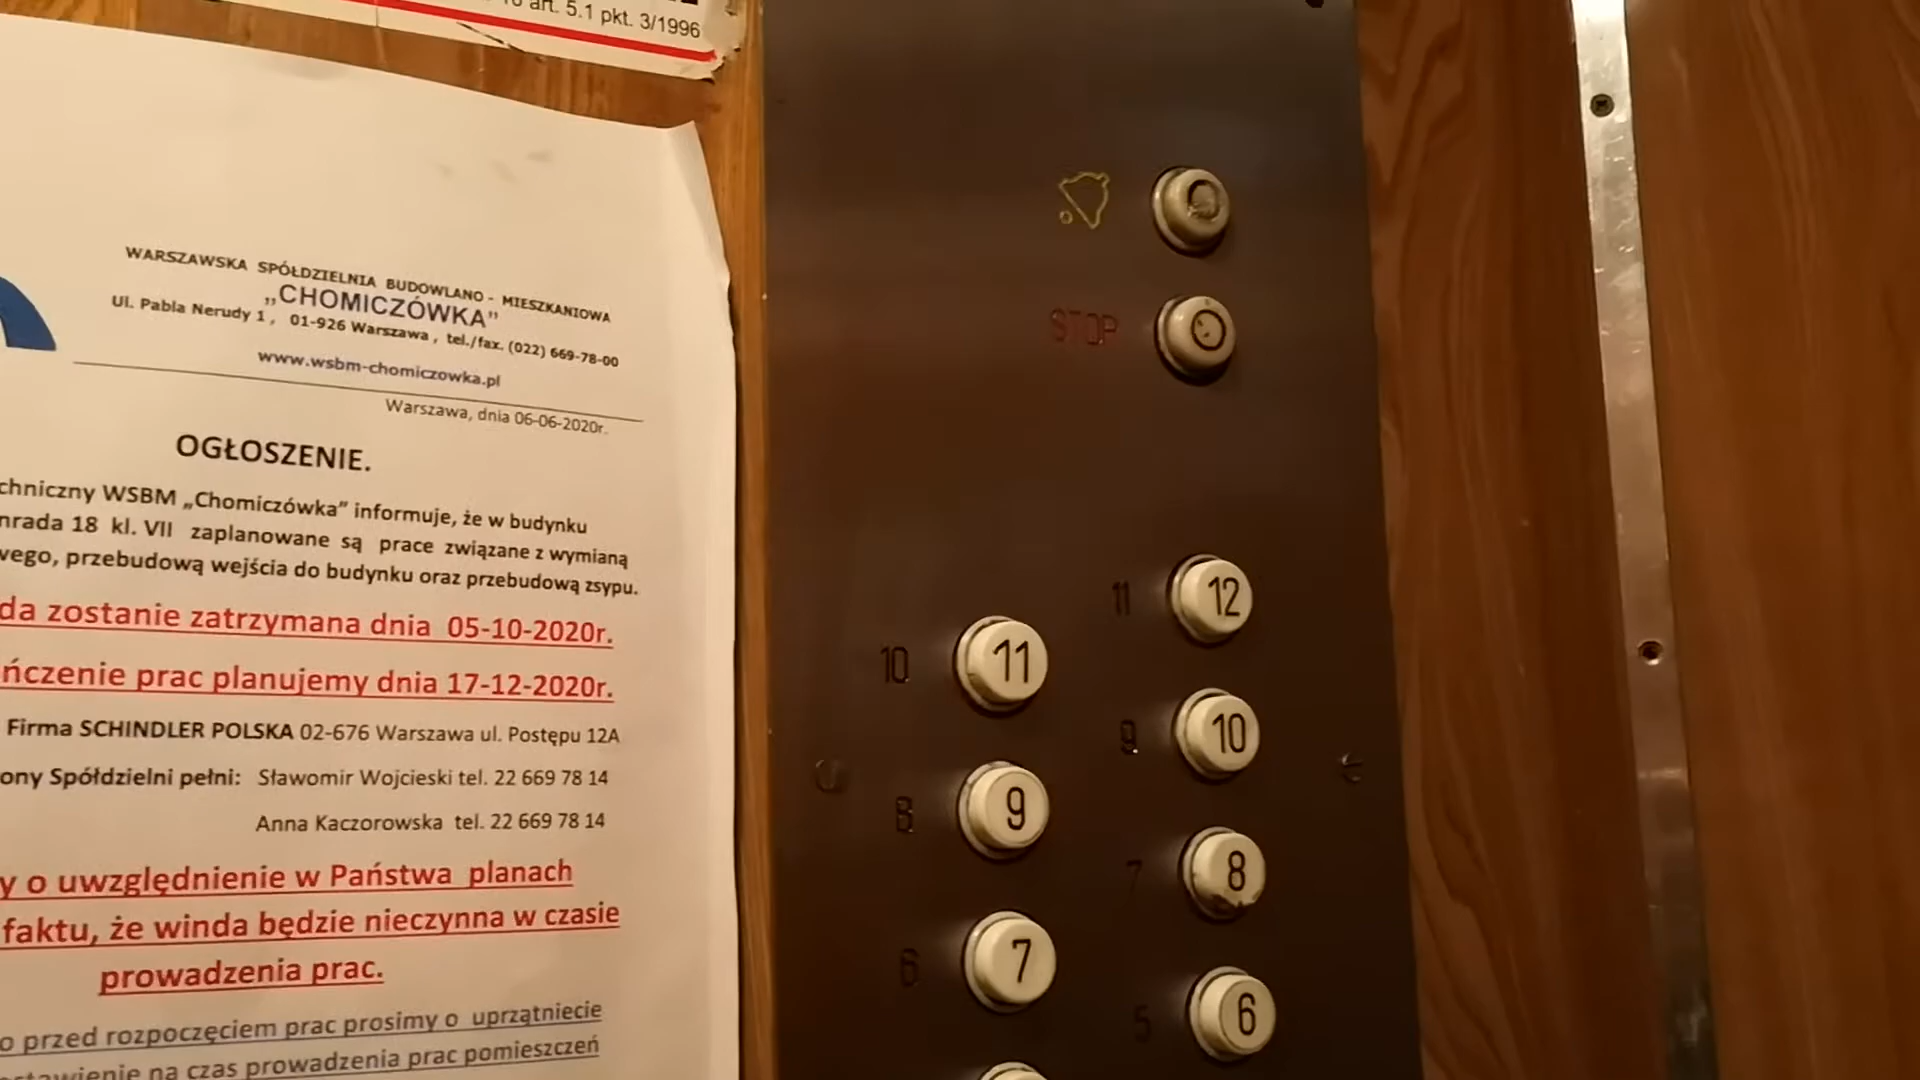 art. 5.1 pkt. 3/1996
WARSZAWSKA SPÓŁDZIELNIA BUDOWLANO - MIESZKANIOWA
„CHOMICZÓWKA”
Ul. Pabla Nerudy 1 , 01-926 Warszawa , tel./fax. (022) 669-78-00
www.wsbm-chomiczowka.pl
Warszawa, dnia 06-06-2020r.
OGŁOSZENIE.
chniczny WSBM „Chomiczówka” informuje, że w budynku
nrada 18 kl. VII zaplanowane są prace związane z wymianą
wego, przebudową wejścia do budynku oraz przebudową zsypu.
da zostanie zatrzymana dnia 05-10-2020r.
ńczenie prac planujemy dnia 17-12-2020r.
Firma SCHINDLER POLSKA 02-676 Warszawa ul. Postępu 12A
ony Spółdzielni pełni: Sławomir Wojcieski tel. 22 669 78 14
Anna Kaczorowska tel. 22 669 78 14
y o uwzględnienie w Państwa planach
faktu, że winda będzie nieczynna w czasie
prowadzenia prac.
o przed rozpoczęciem prac prosimy o uprzątniecie
na czas prowadzenia prac pomieszczeń
STOP
11 12
10 11
9 10
8 9
7 8
6 7
5 6